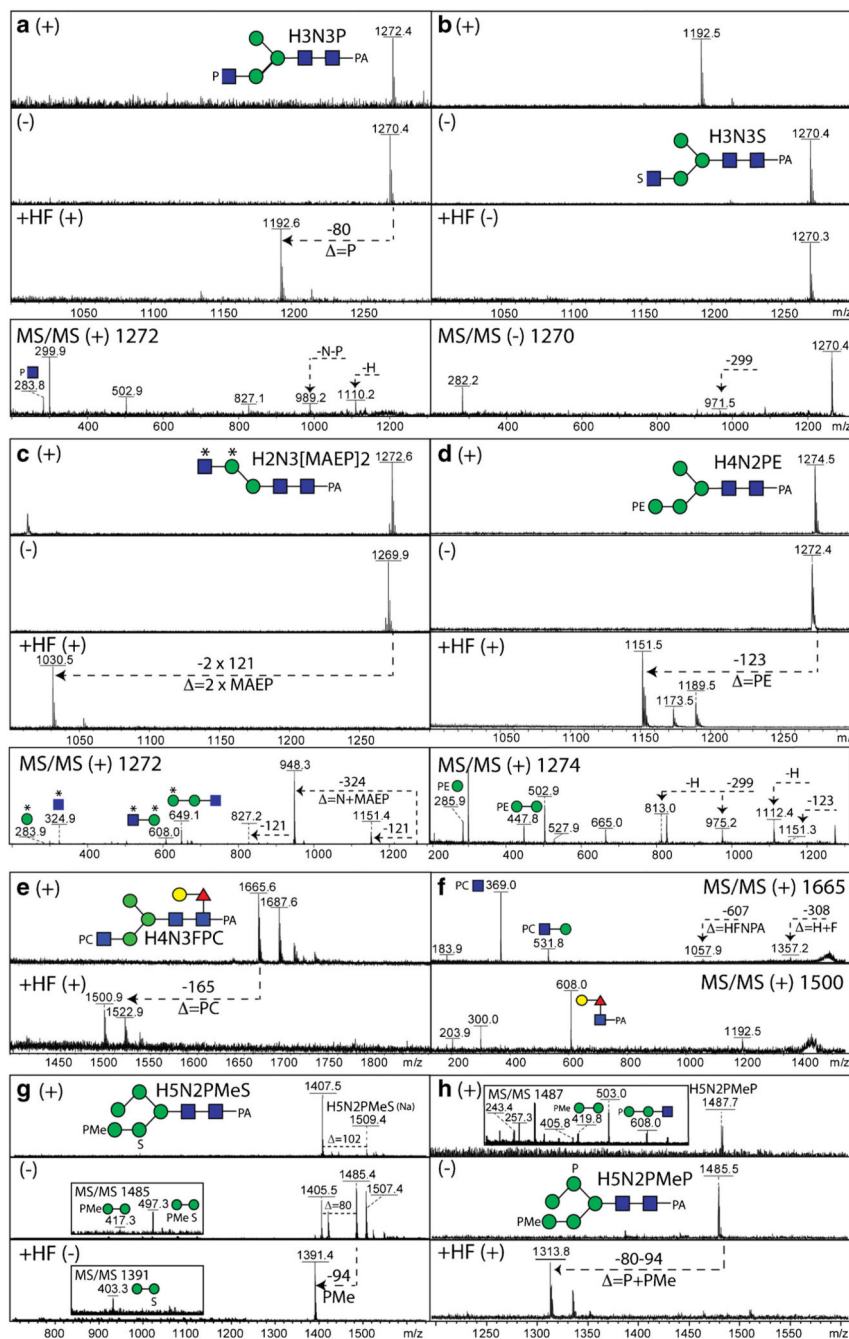 a (+)
H3N3P
1272.4
P
PA
(-)
1270.4
+HF (+)
1192.6
-80
Δ=P
1050 1100 1150 1200 1250
MS/MS (+) 1272
P
299.9
283.8
502.9
827.1
-N-P
989.2
-H
1110.2
200 400 600 800 1000 1200
b (+)
1192.5
(-)
H3N3S
1270.4
S
PA
+HF (-)
1270.3
1050 1100 1150 1200 1250 m/z
MS/MS (-) 1270
1270.4
282.2
-299
971.5
400 600 800 1000 1200 m/z
c (+)
H2N3[MAEP]2
1272.6
* *
PA
(-)
1269.9
+HF (+)
1030.5
-2 x 121
Δ=2 x MAEP
1050 1100 1150 1200 1250
MS/MS (+) 1272
948.3
-324
Δ=N+MAEP
*
283.9
*
324.9
* *
608.0
*
649.1
827.2
-121
1151.4
-121
200 400 600 800 1000 1200
d (+)
H4N2PE
1274.5
PE
PA
(-)
1272.4
+HF (+)
1151.5
-123
Δ=PE
1173.5
1189.5
1050 1100 1150 1200 1250 m/z
MS/MS (+) 1274
PE
285.9
PE
447.8
502.9
527.9
665.0
-H
813.0
-299
975.2
-H
1112.4
-123
1151.3
200 400 600 800 1000 1200 m/z
e (+)
1665.6
1687.6
PC
PA
H4N3FPC
+HF (+)
1500.9
1522.9
-165
Δ=PC
1450 1500 1550 1600 1650 1700 1750 1800 m/z
f
MS/MS (+) 1665
PC
369.0
183.9
PC
531.8
-607
Δ=HFNPA
1057.9
-308
Δ=H+F
1357.2
MS/MS (+) 1500
608.0
PA
203.9
300.0
1192.5
200 400 600 800 1000 1200 1400 m/z
g (+)
H5N2PMeS
1407.5
H5N2PMeS (Na)
1509.4
Δ=102
PMe
S
PA
(-)
MS/MS 1485
PMe
417.3
497.3
PMe S
1405.5
Δ=80
1485.4
1507.4
+HF (-)
MS/MS 1391
403.3
S
1391.4
-94
PMe
800 900 1000 1100 1200 1300 1400 1500 m/z
h (+)
MS/MS 1487
243.4
257.3
405.8
PMe
419.8
503.0
P
608.0
H5N2PMeP
1487.7
(-)
P
H5N2PMeP
1485.5
PMe
PA
+HF (+)
1313.8
-80-94
Δ=P+PMe
1250 1300 1350 1400 1450 1500 1550 m/z